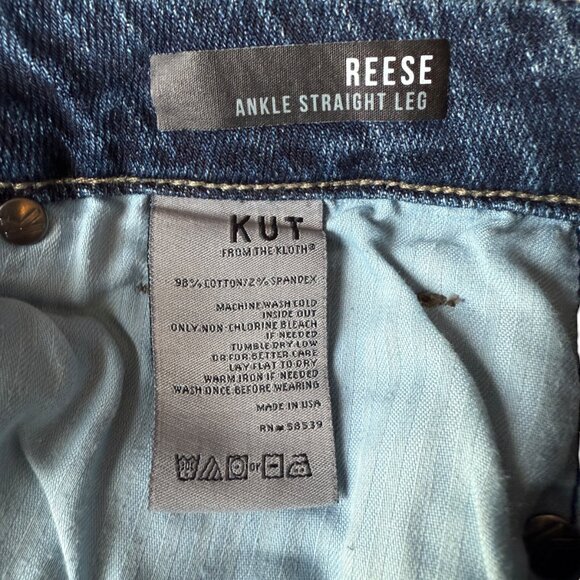 REESE
ANKLE STRAIGHT LEG
KUT
FROM THE KLOTH®
98% COTTON/2% SPANDEX
MACHINE WASH COLD
INSIDE OUT
ONLY NON-CHLORINE BLEACH
IF NEEDED
TUMBLE DRY LOW
OR FOR BETTER CARE
LAY FLAT TO DRY
WARM IRON IF NEEDED
WASH ONCE BEFORE WEARING
MADE IN USA
RN# 58539
or